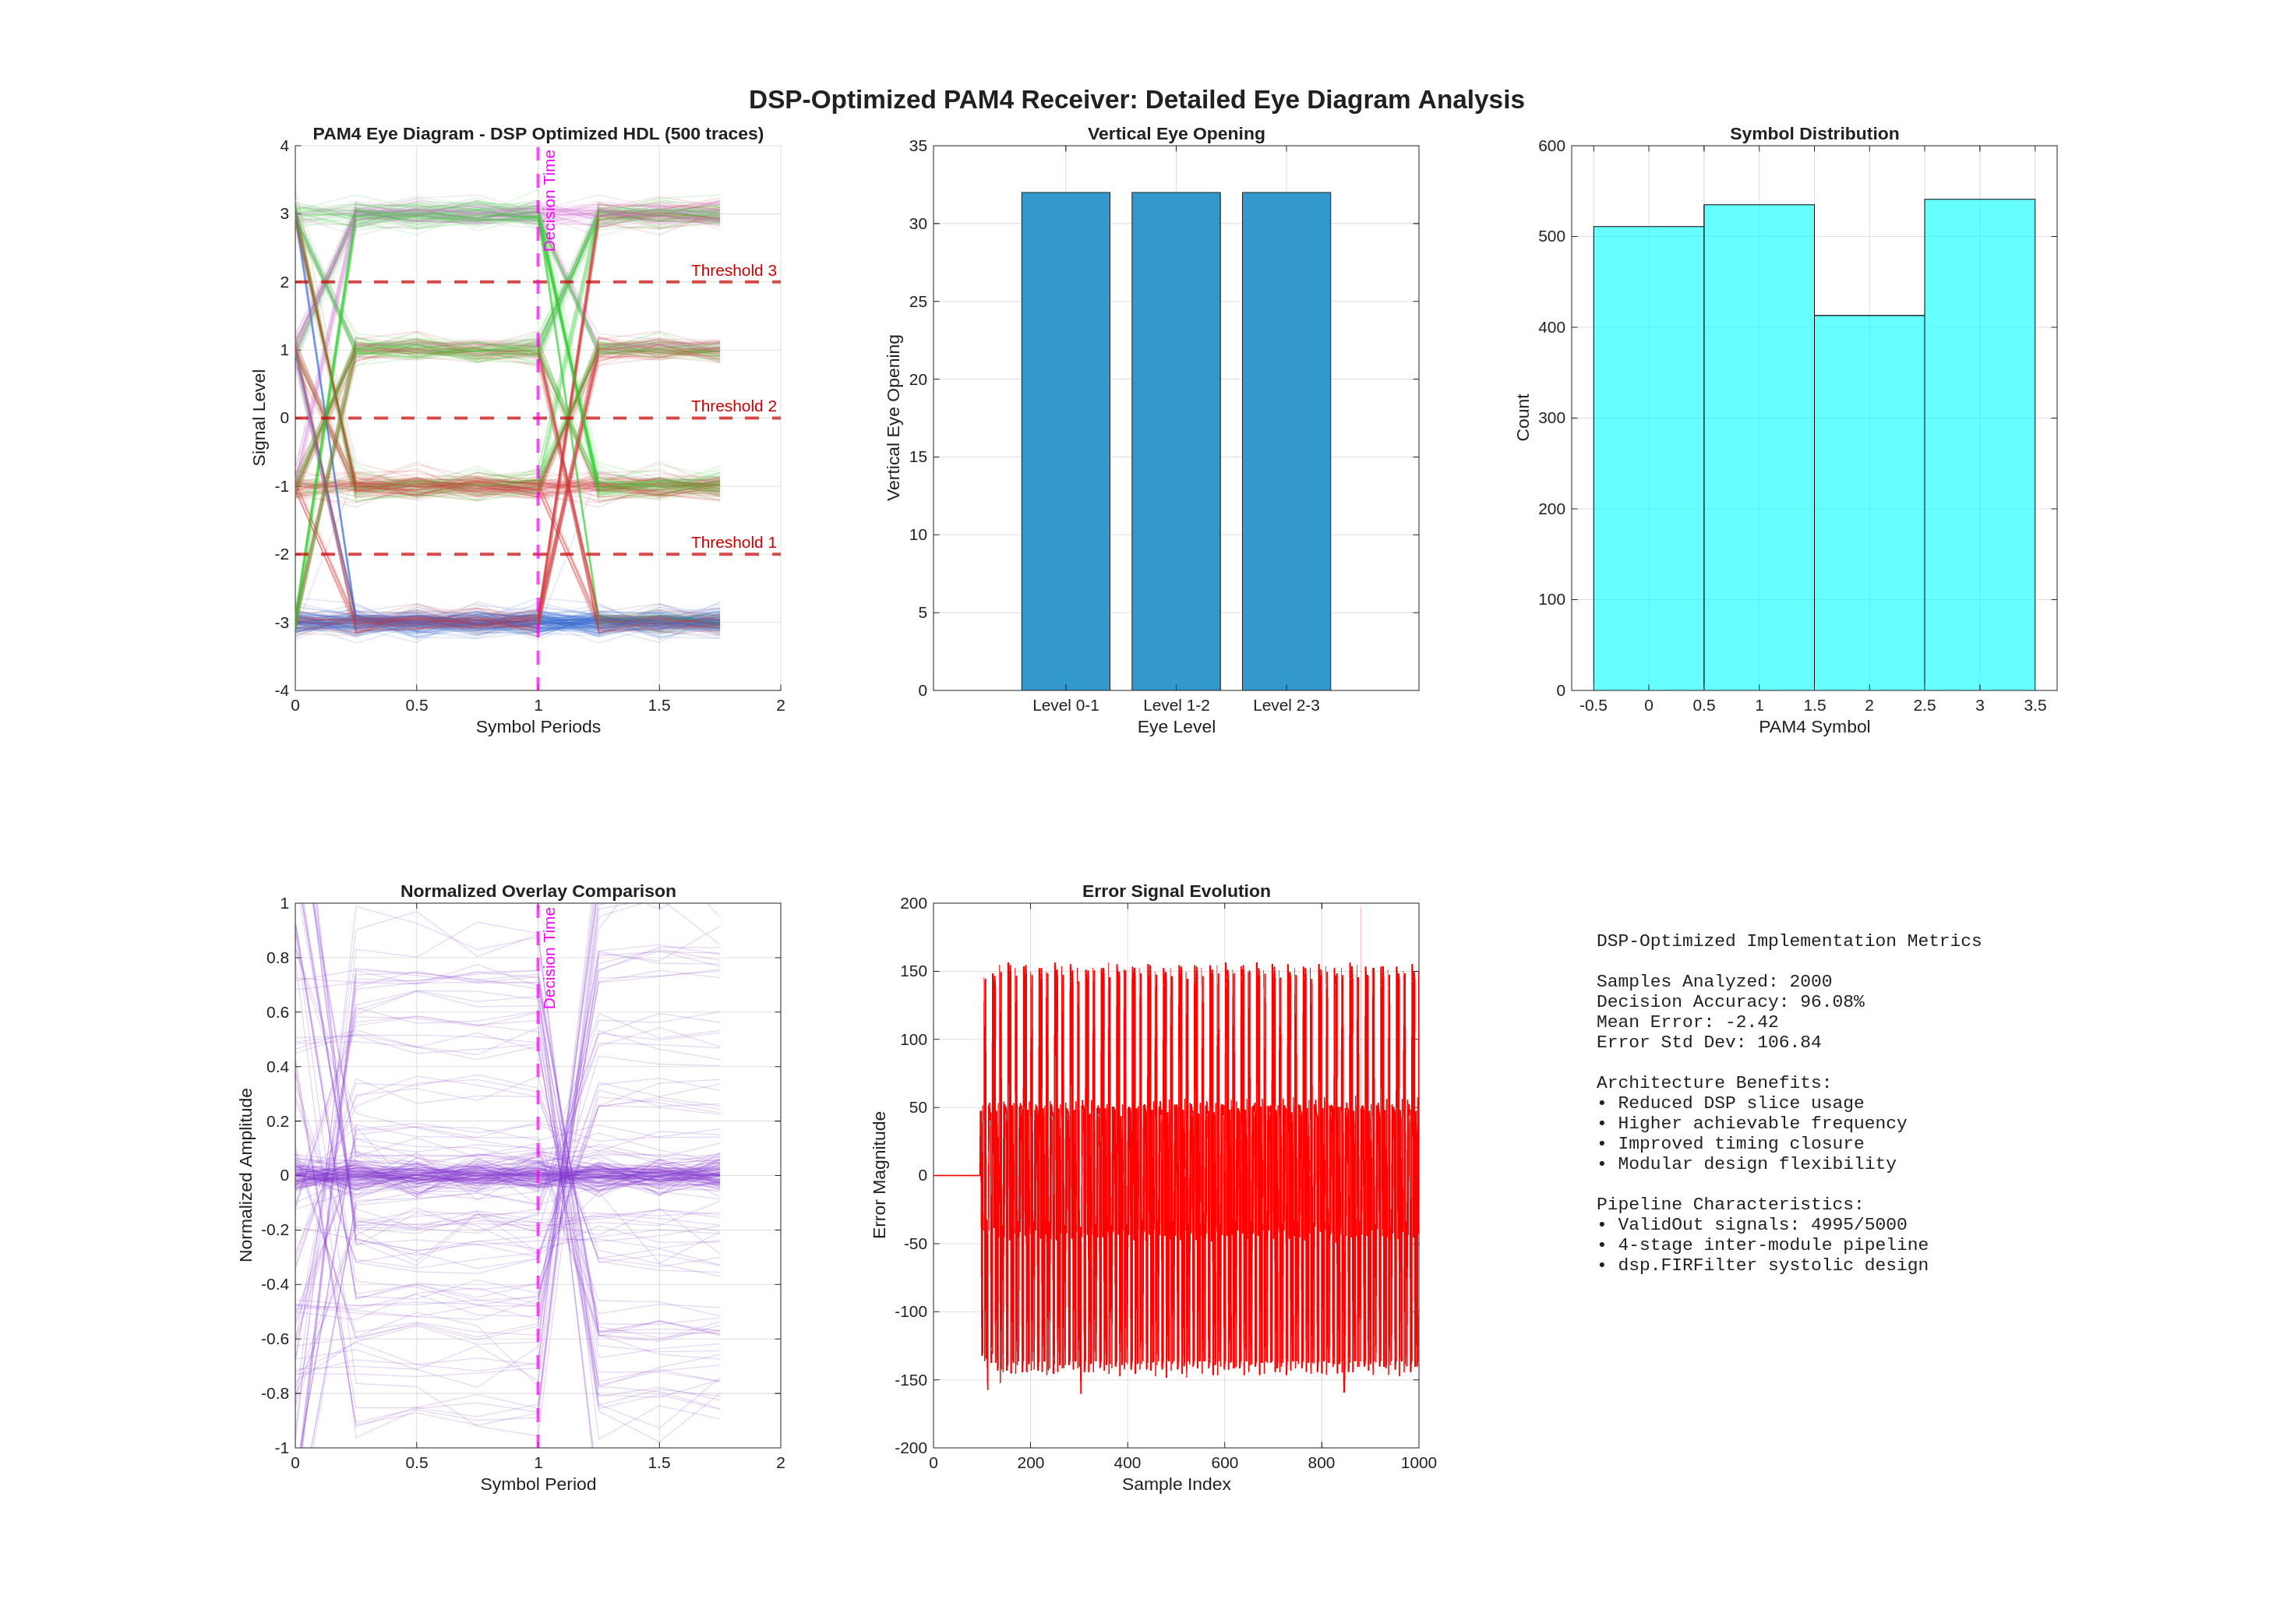 DSP-Optimized PAM4 Receiver: Detailed Eye Diagram Analysis
PAM4 Eye Diagram - DSP Optimized HDL (500 traces)
4
3
2
1
0
-1
-2
-3
-4
Signal Level
Decision Time
Threshold 3
Threshold 2
Threshold 1
0
0.5
1
1.5
2
Symbol Periods
Vertical Eye Opening
35
30
25
20
15
10
5
0
Vertical Eye Opening
Level 0-1
Level 1-2
Level 2-3
Eye Level
Symbol Distribution
600
500
400
300
200
100
0
Count
-0.5
0
0.5
1
1.5
2
2.5
3
3.5
PAM4 Symbol
Normalized Overlay Comparison
1
0.8
0.6
0.4
0.2
0
-0.2
-0.4
-0.6
-0.8
-1
Normalized Amplitude
Decision Time
0
0.5
1
1.5
2
Symbol Period
Error Signal Evolution
200
150
100
50
0
-50
-100
-150
-200
Error Magnitude
0
200
400
600
800
1000
Sample Index
DSP-Optimized Implementation Metrics
Samples Analyzed: 2000
Decision Accuracy: 96.08%
Mean Error: -2.42
Error Std Dev: 106.84
Architecture Benefits:
• Reduced DSP slice usage
• Higher achievable frequency
• Improved timing closure
• Modular design flexibility
Pipeline Characteristics:
• ValidOut signals: 4995/5000
• 4-stage inter-module pipeline
• dsp.FIRFilter systolic design